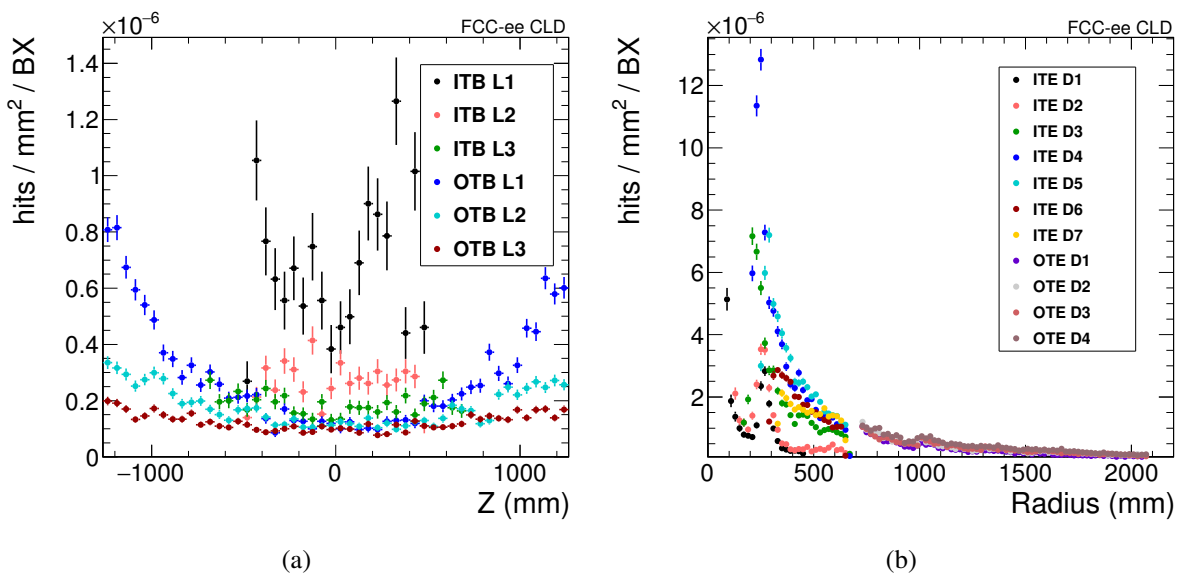 ×10⁻⁶
FCC-ee CLD
hits / mm² / BX
1.4
1.2
1
0.8
0.6
0.4
0.2
0
−1000
0
1000
Z (mm)
ITB L1
ITB L2
ITB L3
OTB L1
OTB L2
OTB L3
(a)
×10⁻⁶
FCC-ee CLD
hits / mm² / BX
12
10
8
6
4
2
0
500
1000
1500
2000
Radius (mm)
ITE D1
ITE D2
ITE D3
ITE D4
ITE D5
ITE D6
ITE D7
OTE D1
OTE D2
OTE D3
OTE D4
(b)